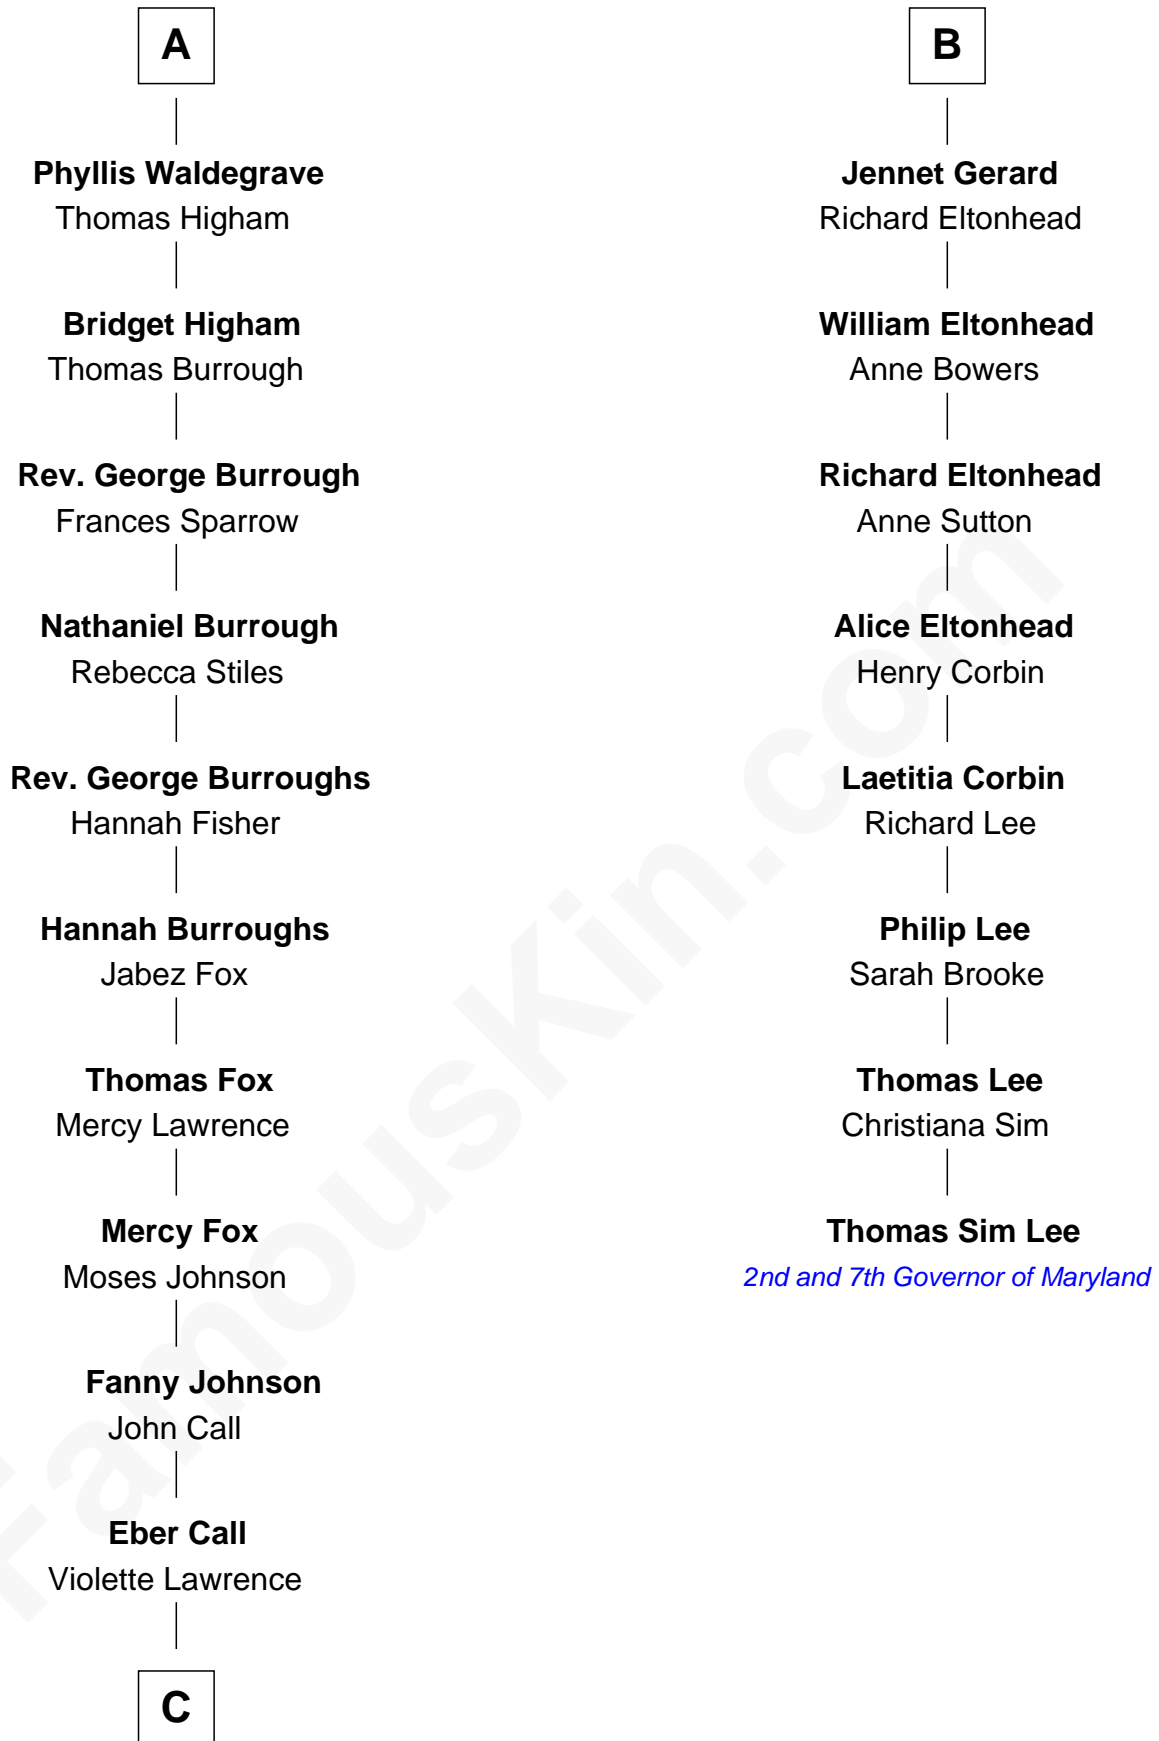 A
Phyllis Waldegrave
Thomas Higham
Bridget Higham
Thomas Burrough
Rev. George Burrough
Frances Sparrow
Nathaniel Burrough
Rebecca Stiles
Rev. George Burroughs
Hannah Fisher
Hannah Burroughs
Jabez Fox
Thomas Fox
Mercy Lawrence
Mercy Fox
Moses Johnson
Fanny Johnson
John Call
Eber Call
Violette Lawrence
C
B
Jennet Gerard
Richard Eltonhead
William Eltonhead
Anne Bowers
Richard Eltonhead
Anne Sutton
Alice Eltonhead
Henry Corbin
Laetitia Corbin
Richard Lee
Philip Lee
Sarah Brooke
Thomas Lee
Christiana Sim
Thomas Sim Lee
2nd and 7th Governor of Maryland
FamousKin.com